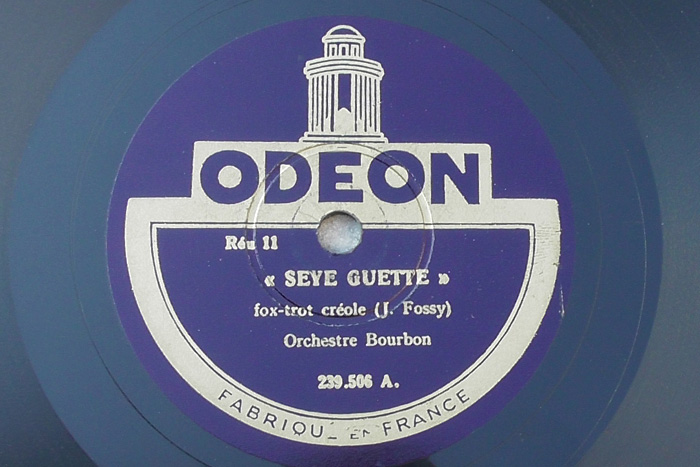 ODEON
Réu 11
« SEYE GUETTE »
fox-trot créole (J. Fossy)
Orchestre Bourbon
239.506 A.
FABRIQU_ EN FRANCE